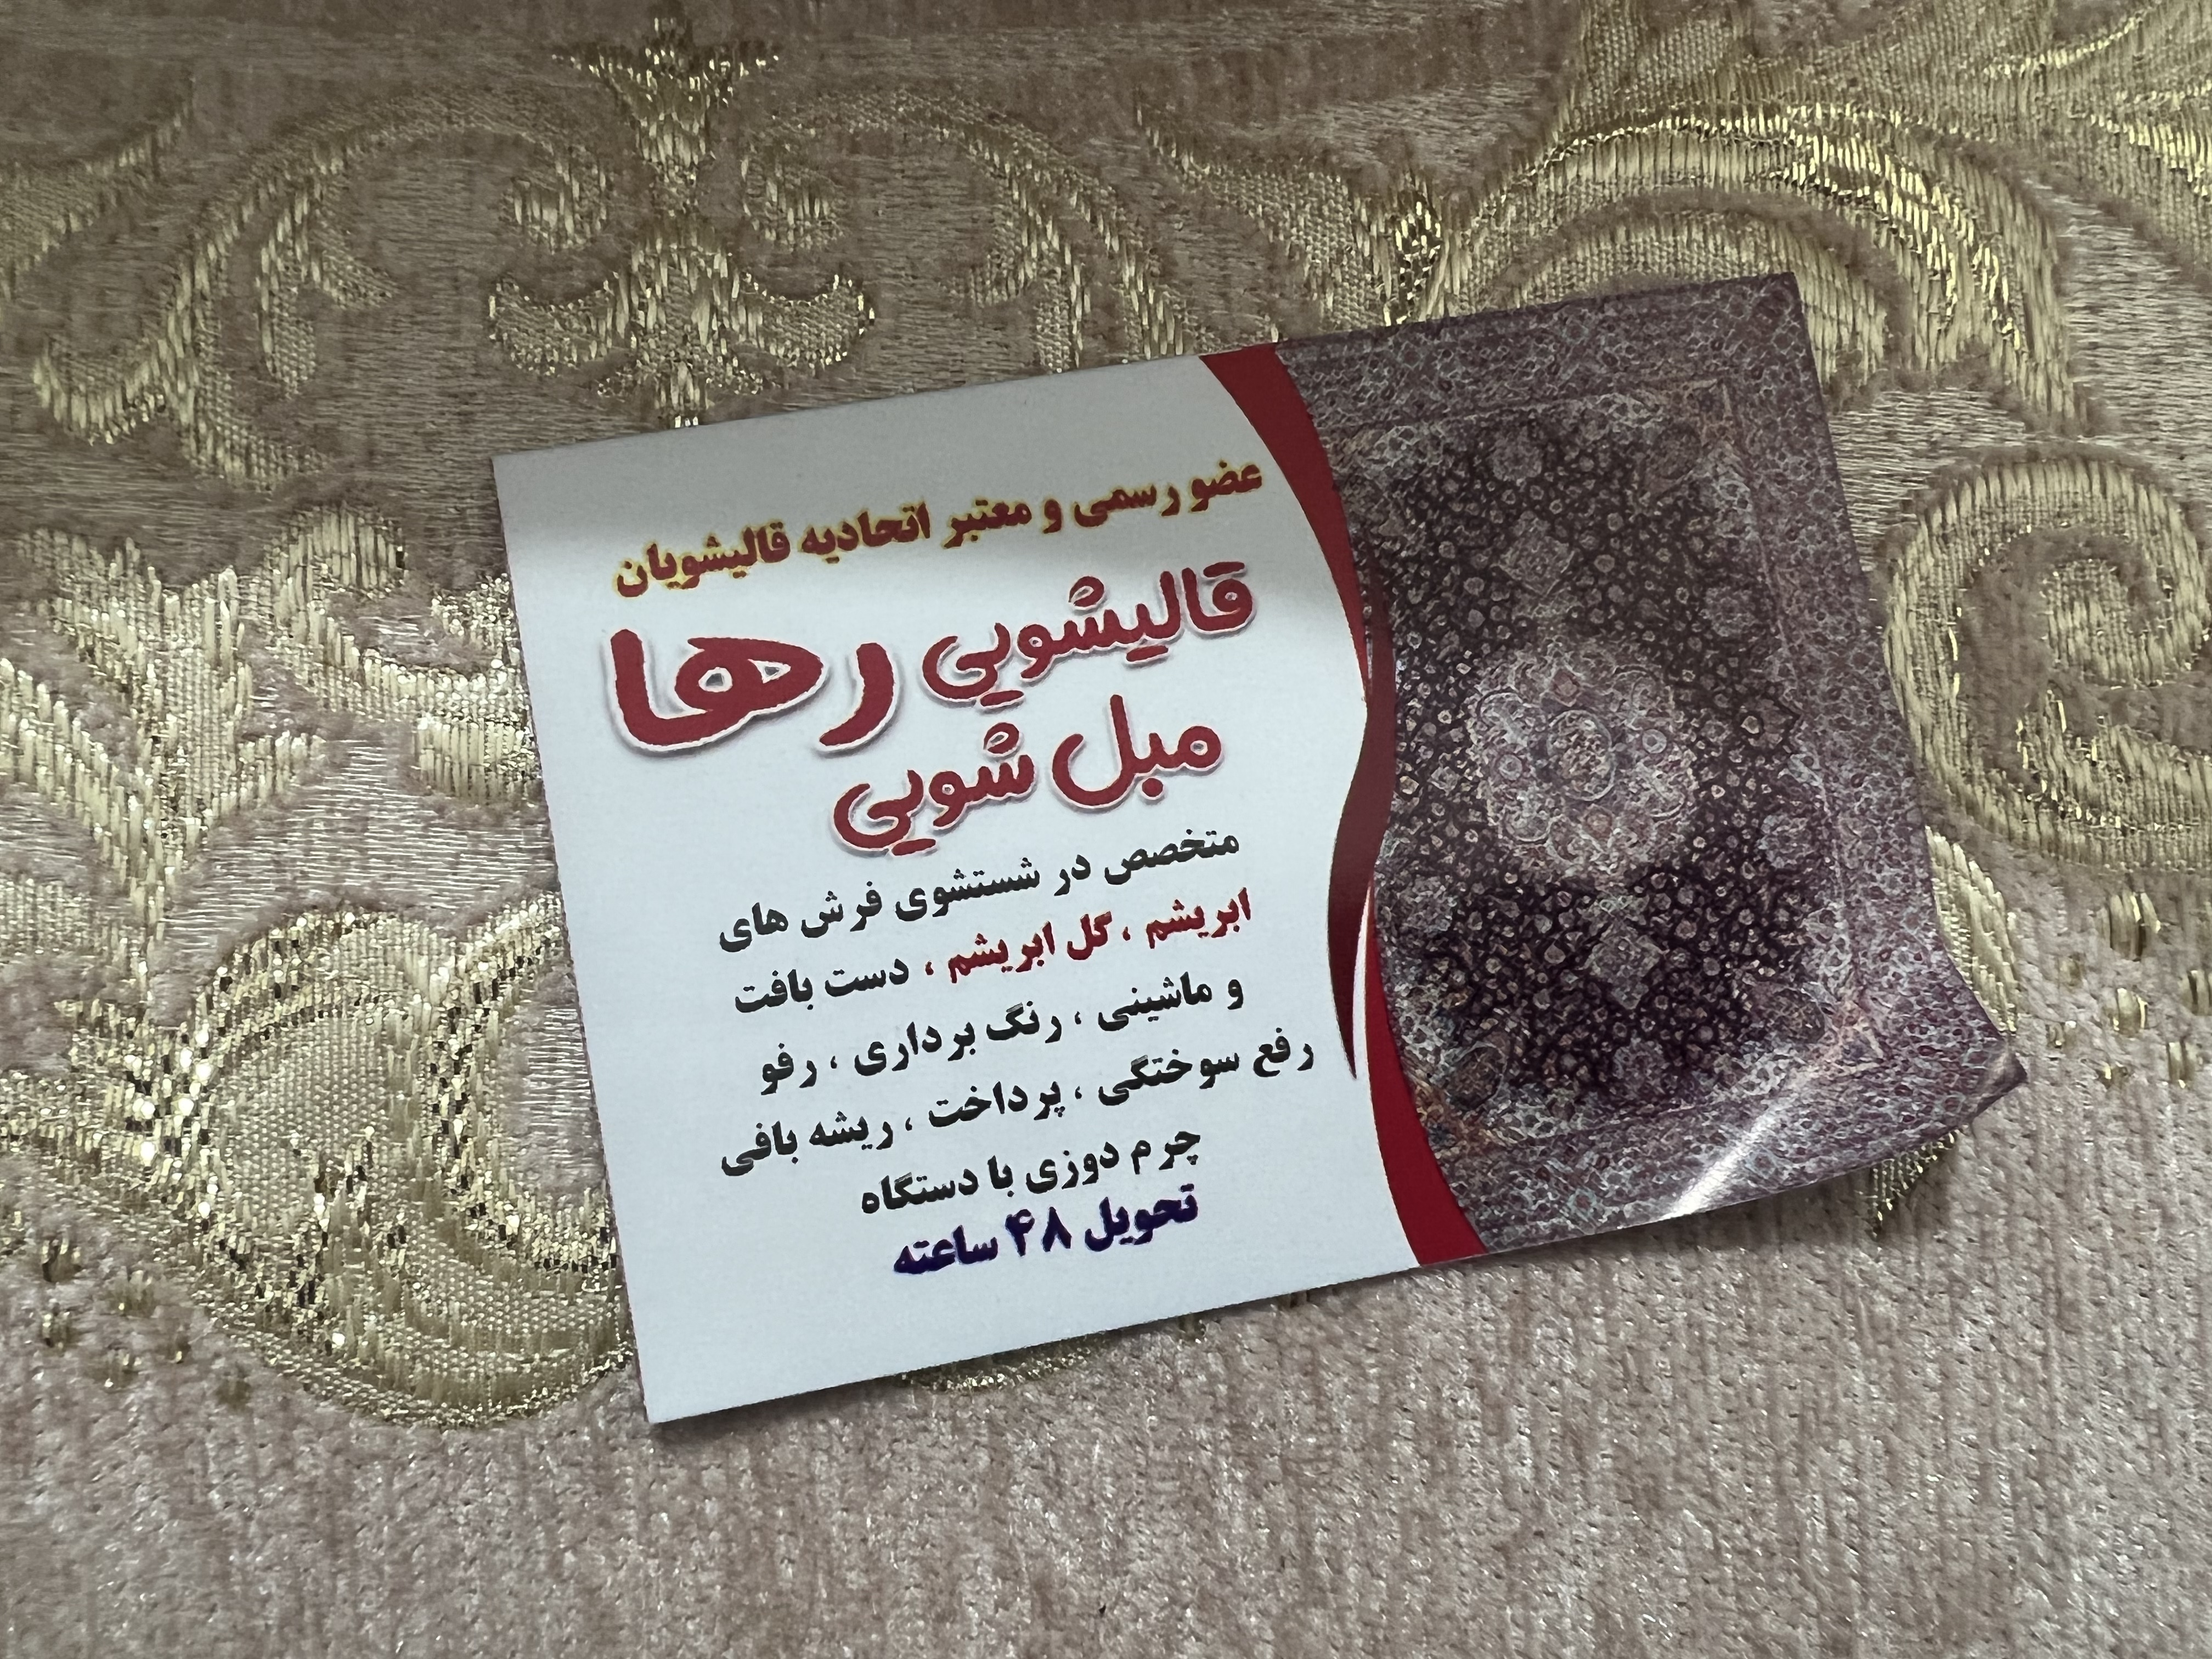 عضو رسمی و معتبر اتحادیه قالیشویان
قالیشویی رها
مبل شویی
متخصص در شستشوی فرش های
ابریشم ، گل ابریشم ، دست بافت
و ماشینی ، رنگ برداری ، رفو
رفع سوختگی ، پرداخت ، ریشه بافی
چرم دوزی با دستگاه
تحویل ۴۸ ساعته